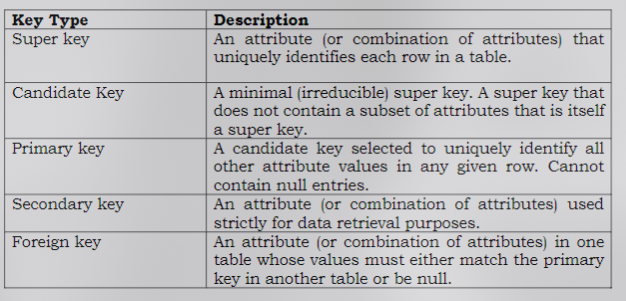 Key Type Description
Super key An attribute (or combination of attributes) that
uniquely identifies each row in a table.
Candidate Key A minimal (irreducible) super key. A super key that
does not contain a subset of attributes that is itself
a super key.
Primary key A candidate key selected to uniquely identify all
other attribute values in any given row. Cannot
contain null entries.
Secondary key An attribute (or combination of attributes) used
strictly for data retrieval purposes.
Foreign key An attribute (or combination of attributes) in one
table whose values must either match the primary
key in another table or be null.